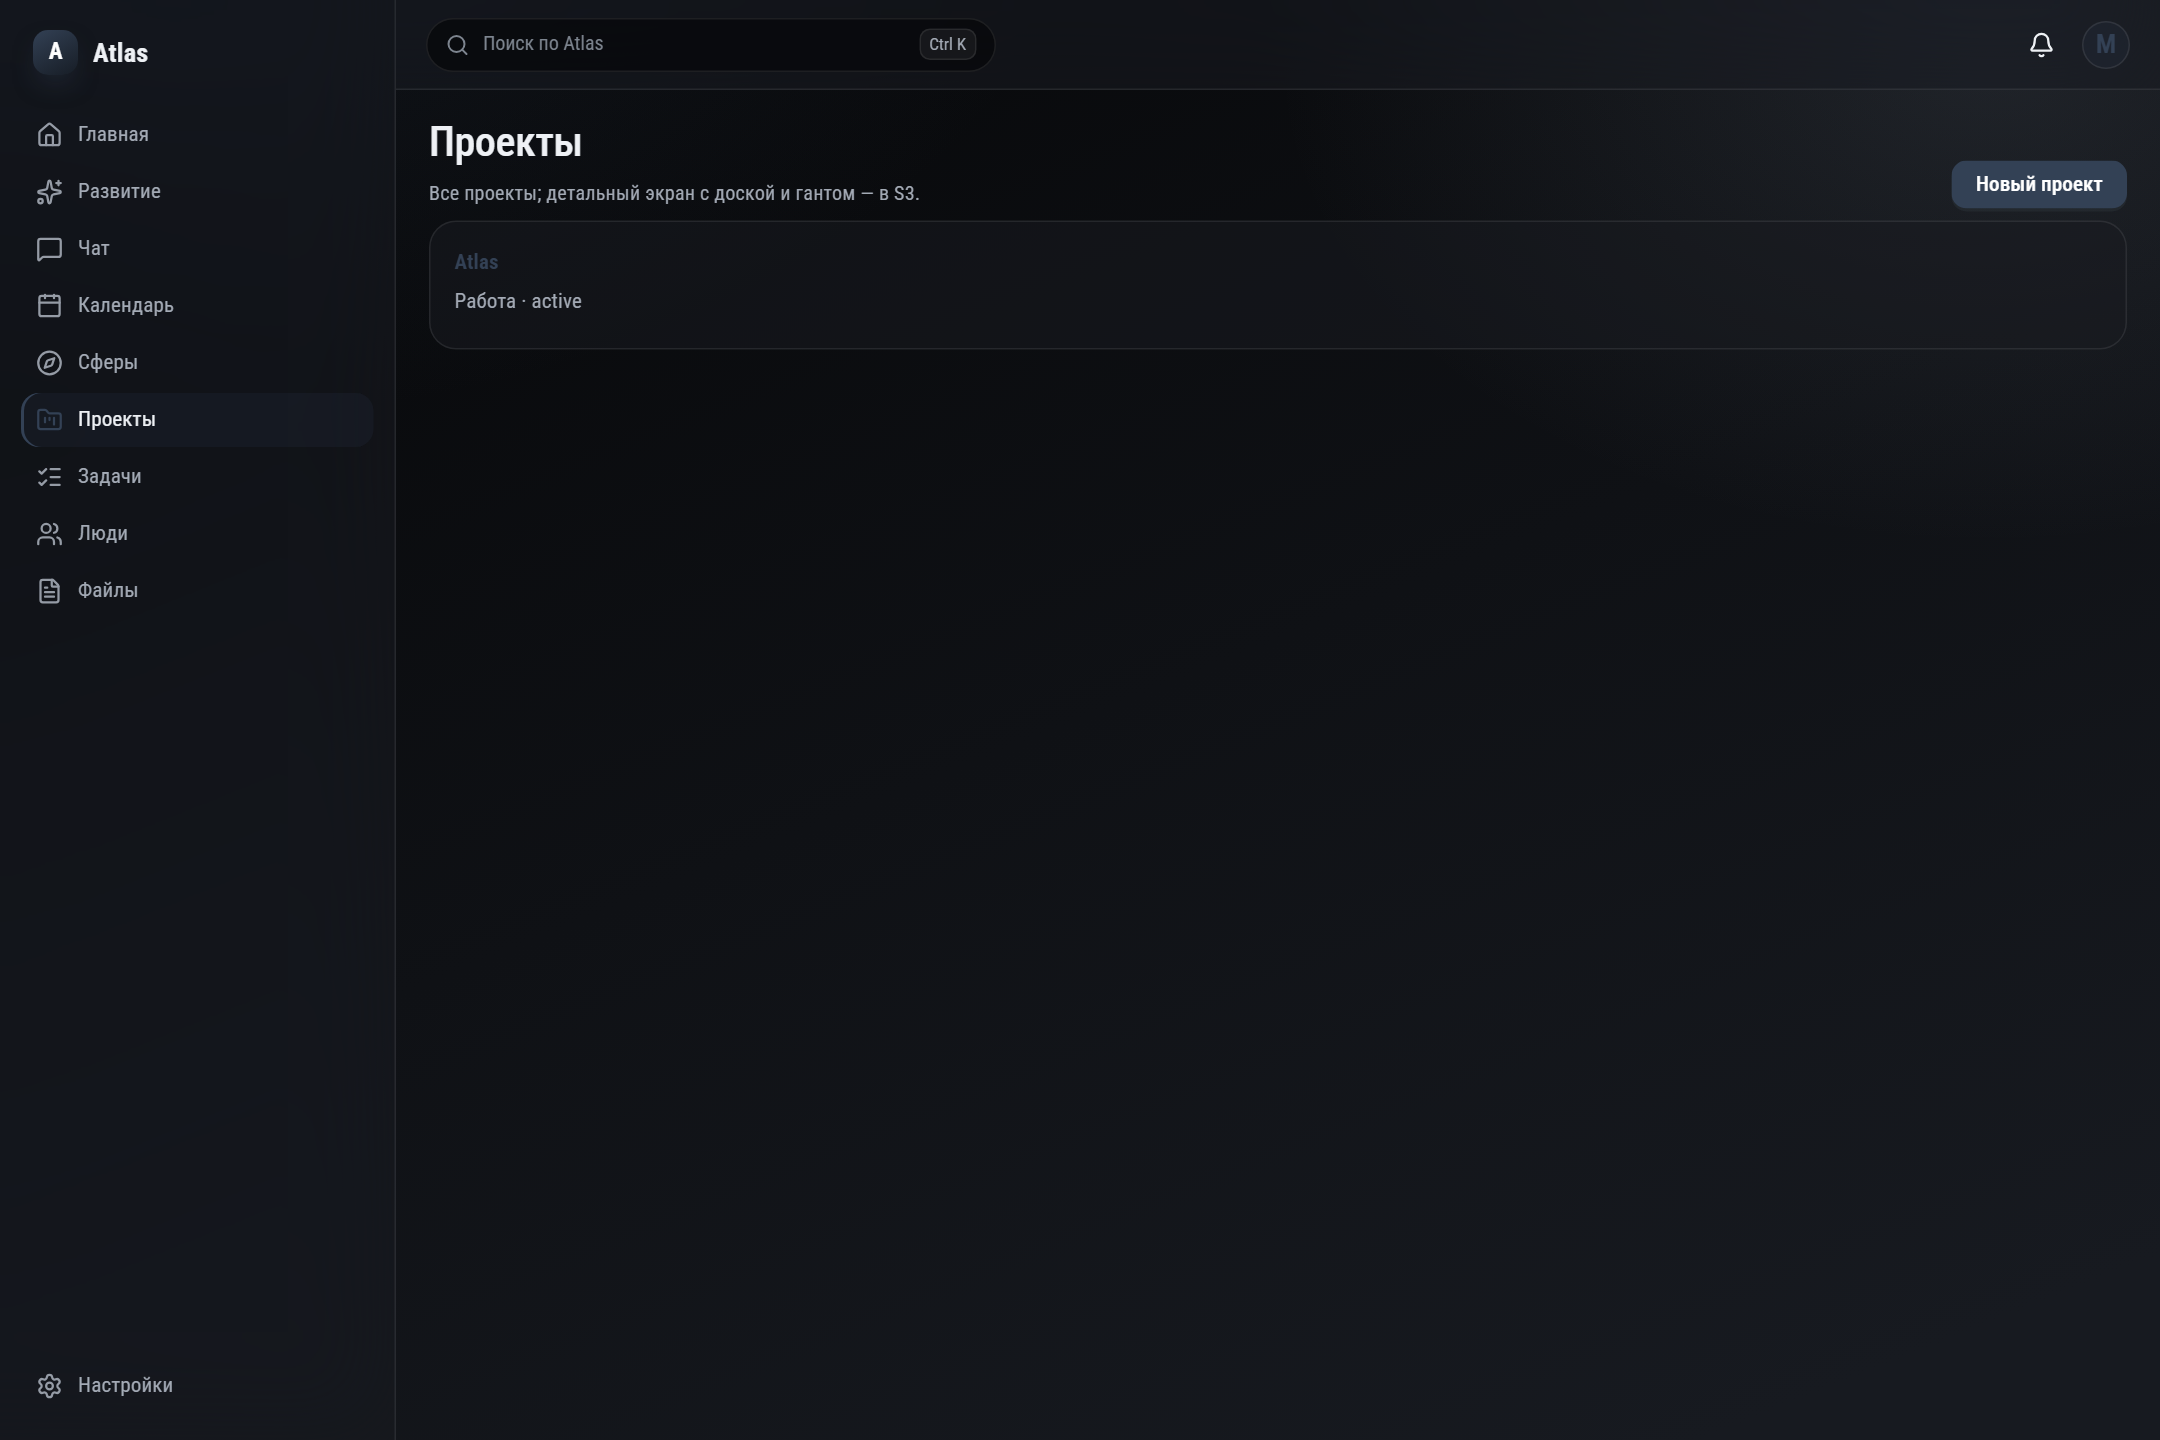 A Atlas
Поиск по Atlas
Ctrl K
M
Главная
Развитие
Чат
Календарь
Сферы
Проекты
Задачи
Люди
Файлы
Настройки
Проекты
Все проекты; детальный экран с доской и гантом — в S3.
Новый проект
Atlas
Работа · active